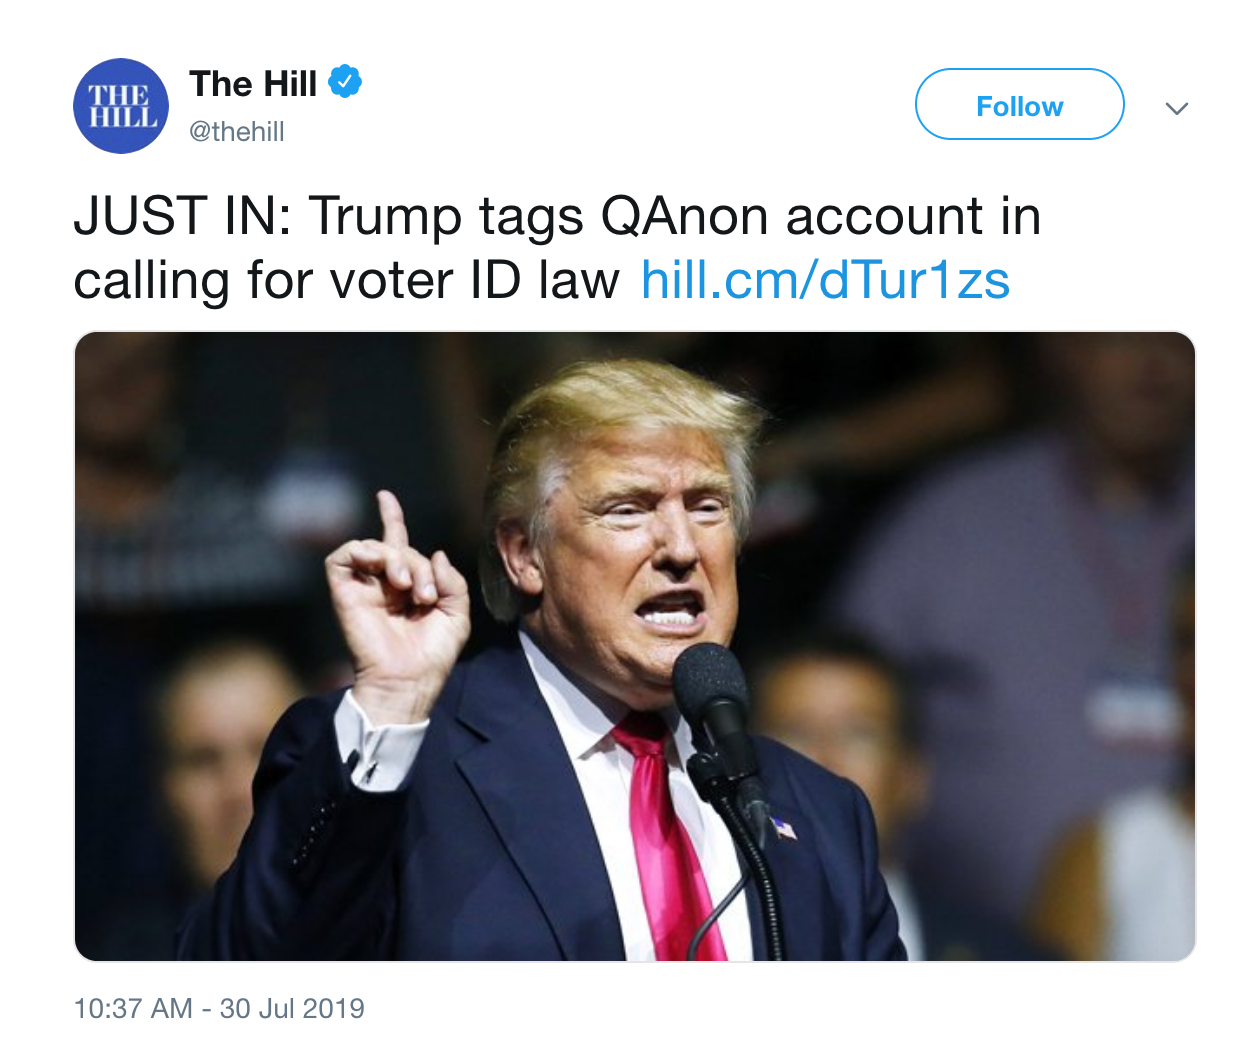 THE
HILL
The Hill
@thehill
Follow
JUST IN: Trump tags QAnon account in
calling for voter ID law hill.cm/dTur1zs
10:37 AM - 30 Jul 2019